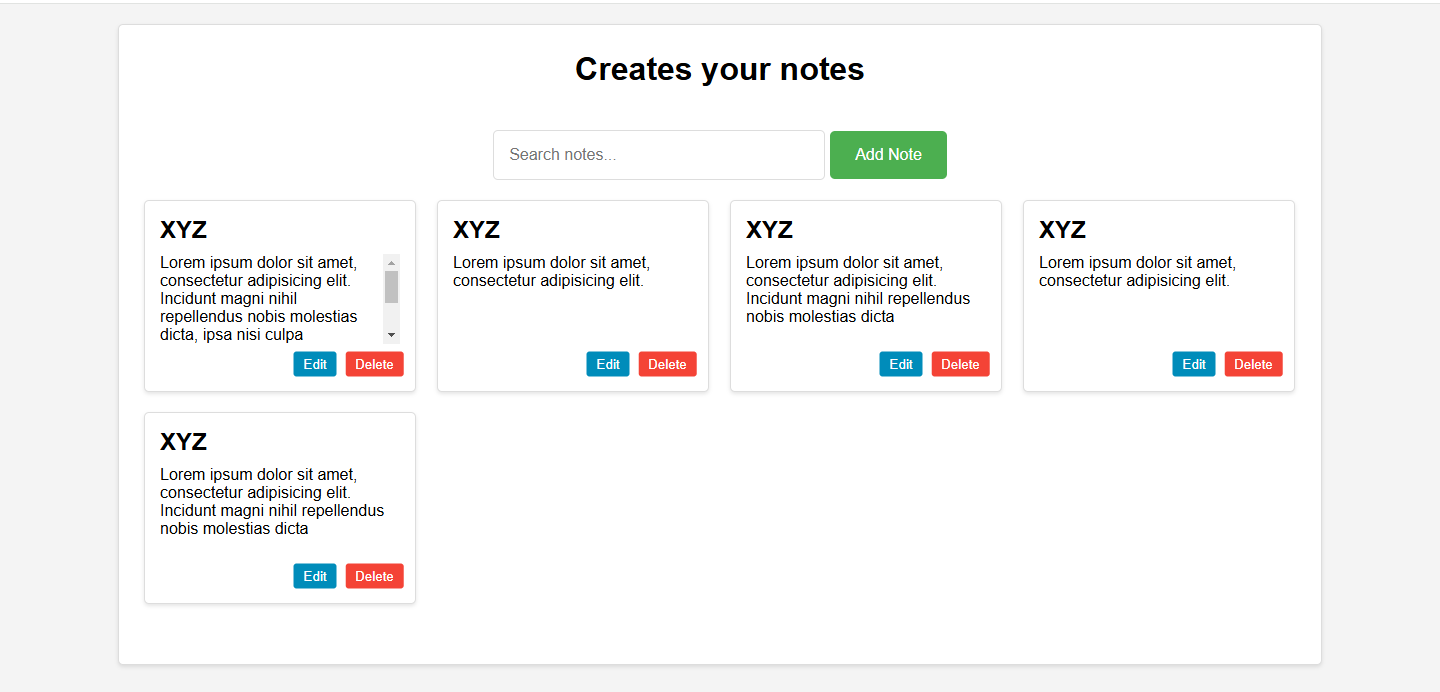 Creates your notes
Search notes...
Add Note
XYZ
Lorem ipsum dolor sit amet,
consectetur adipisicing elit.
Incidunt magni nihil
repellendus nobis molestias
dicta, ipsa nisi culpa
Edit
Delete
XYZ
Lorem ipsum dolor sit amet,
consectetur adipisicing elit.
Edit
Delete
XYZ
Lorem ipsum dolor sit amet,
consectetur adipisicing elit.
Incidunt magni nihil repellendus
nobis molestias dicta
Edit
Delete
XYZ
Lorem ipsum dolor sit amet,
consectetur adipisicing elit.
Edit
Delete
XYZ
Lorem ipsum dolor sit amet,
consectetur adipisicing elit.
Incidunt magni nihil repellendus
nobis molestias dicta
Edit
Delete